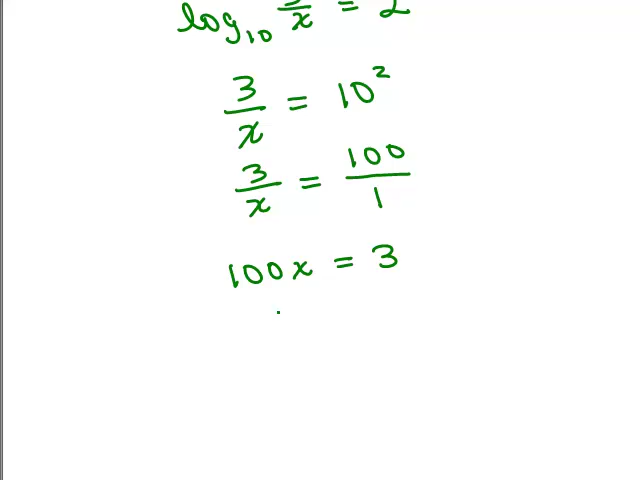 log₁₀ 3/x = 2
3/x = 10²
3/x = 100/1
100x = 3